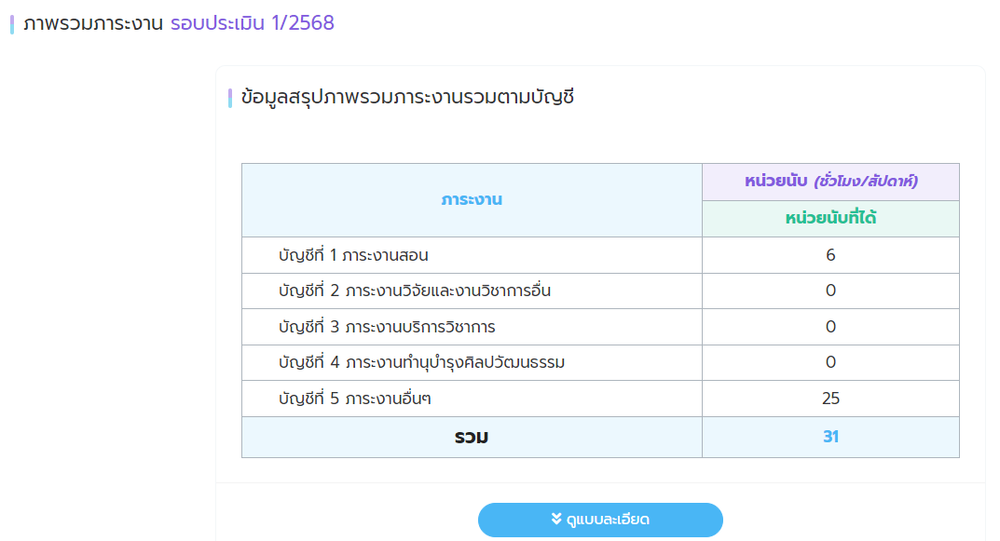 ภาพรวมภาระงาน รอบประเมิน 1/2568
ข้อมูลสรุปภาพรวมภาระงานรวมตามบัญชี
ภาระงาน
หน่วยนับ (ชั่วโมง/สัปดาห์)
หน่วยนับที่ได้
บัญชีที่ 1 ภาระงานสอน 6
บัญชีที่ 2 ภาระงานวิจัยและงานวิชาการอื่น 0
บัญชีที่ 3 ภาระงานบริการวิชาการ 0
บัญชีที่ 4 ภาระงานทำนุบำรุงศิลปวัฒนธรรม 0
บัญชีที่ 5 ภาระงานอื่นๆ 25
รวม 31
ดูแบบละเอียด